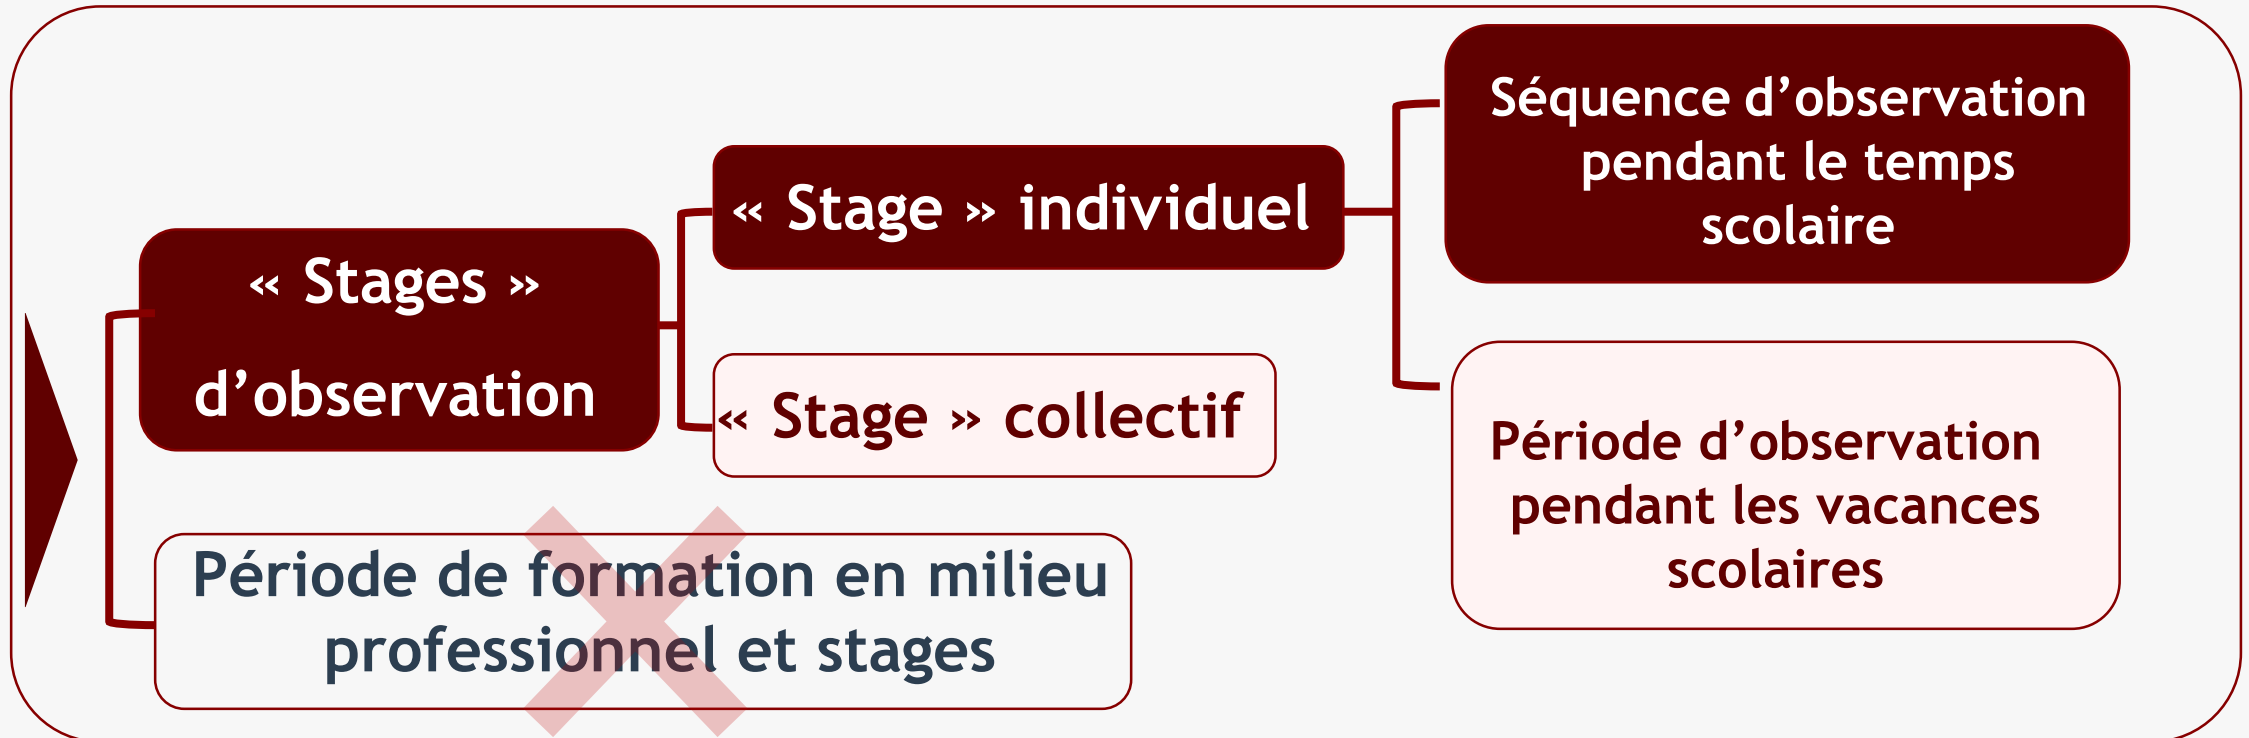 « Stages »
d’observation
« Stage » individuel
« Stage » collectif
Séquence d’observation
pendant le temps
scolaire
Période d’observation
pendant les vacances
scolaires
Période de formation en milieu
professionnel et stages